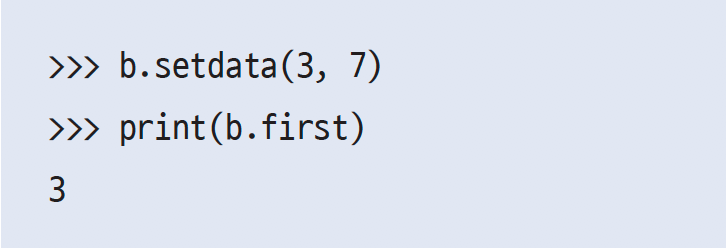 >>> b.setdata(3, 7)
>>> print(b.first)
3